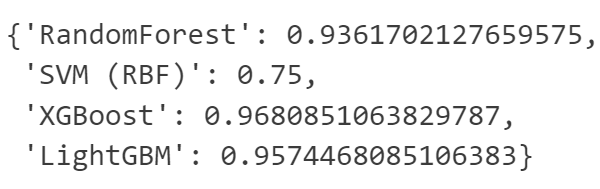 {'RandomForest': 0.9361702127659575,
'SVM (RBF)': 0.75,
'XGBoost': 0.9680851063829787,
'LightGBM': 0.9574468085106383}